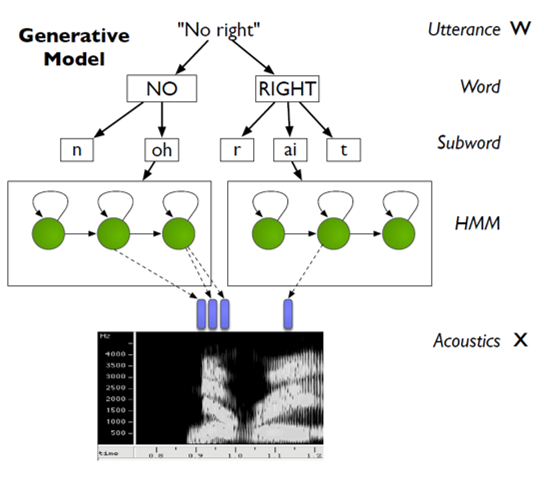 Generative
Model
"No right"
Utterance W
NO
RIGHT
Word
n
oh
r
ai
t
Subword
HMM
Acoustics X
Hz
4000
3500
3000
2500
2000
1500
1000
500
time
0.8
0.9
1.0
1.1
1.2